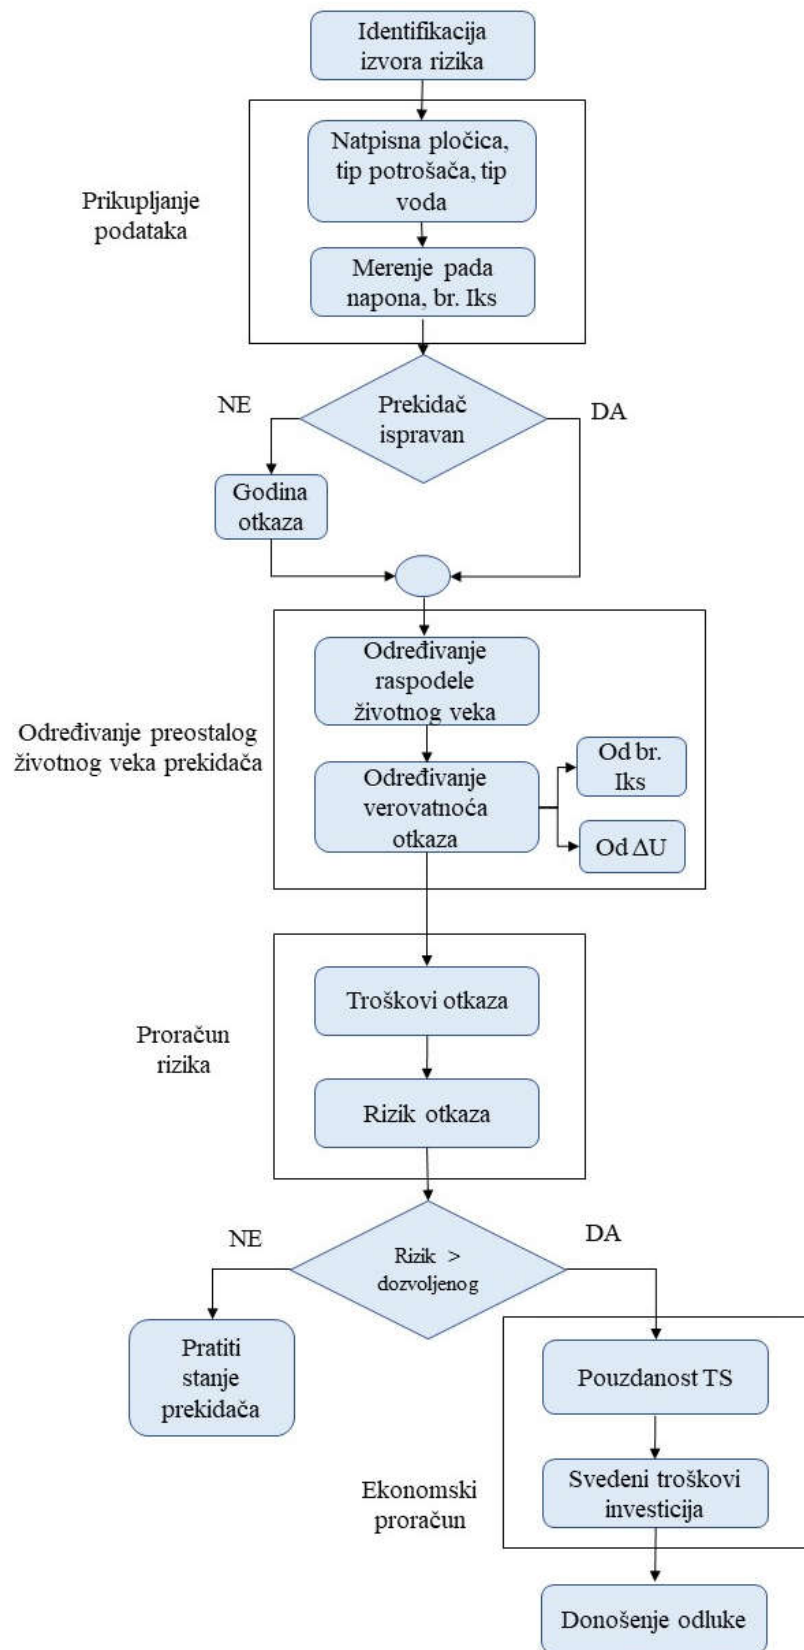 Identifikacija
izvora rizika
Natpisna pločica,
tip potrošača, tip
voda
Prikupljanje
podataka
Merenje pada
napona, br. Iks
NE
Prekidač
ispravan
DA
Godina
otkaza
Određivanje
raspodele
životnog veka
Određivanje preostalog
životnog veka prekidača
Određivanje
verovatnoća
otkaza
Od br.
Iks
Od ΔU
Troškovi otkaza
Proračun
rizika
Rizik otkaza
NE
Rizik >
dozvoljenog
DA
Pratiti
stanje
prekidača
Pouzdanost TS
Ekonomski
proračun
Svedeni troškovi
investicija
Donošenje odluke